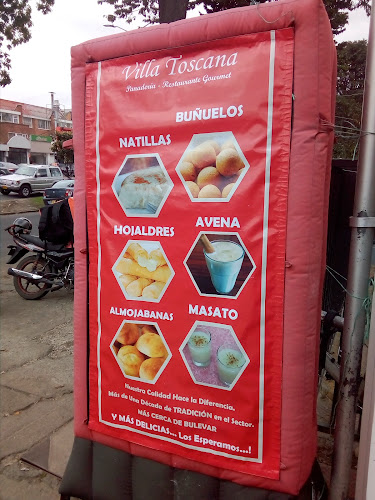 Villa Toscana
Panadería - Restaurante Gourmet
BUÑUELOS
NATILLAS
HOJALDRES
AVENA
ALMOJABANAS
MASATO
Nuestra Calidad Hace la Diferencia.
Más de Una Década de TRADICIÓN en el Sector.
MÁS CERCA DE BULEVAR
Y MÁS DELICIAS... Los Esperamos...!